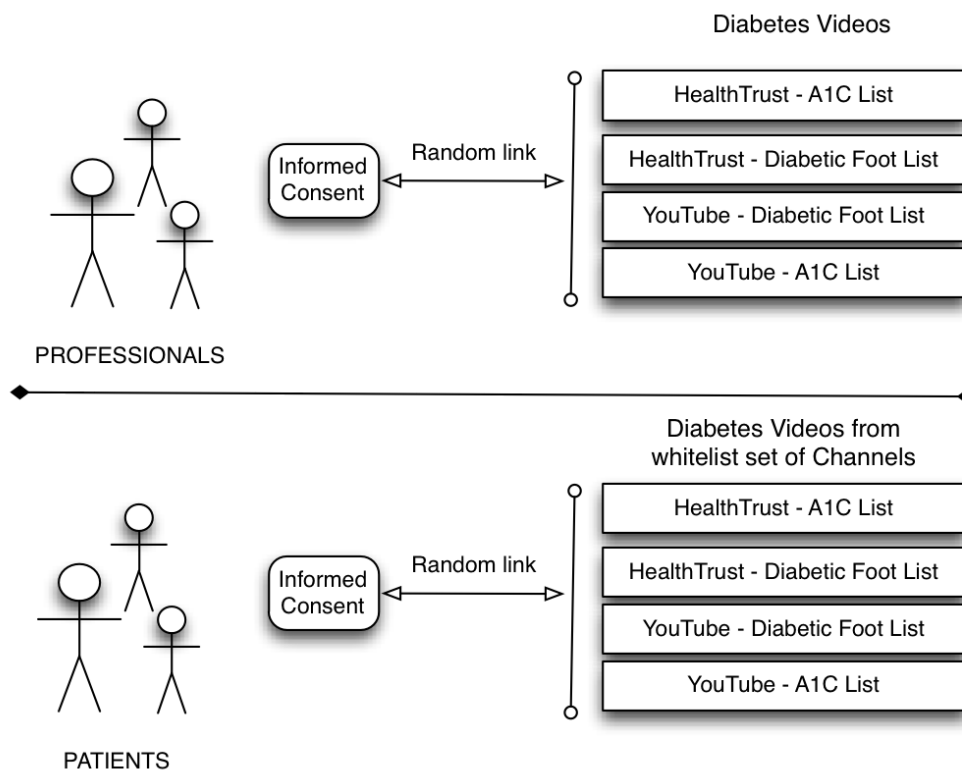 Diabetes Videos
HealthTrust - A1C List
Informed
Consent
Random link
HealthTrust - Diabetic Foot List
YouTube - Diabetic Foot List
YouTube - A1C List
PROFESSIONALS
Diabetes Videos from
whitelist set of Channels
HealthTrust - A1C List
Informed
Consent
Random link
HealthTrust - Diabetic Foot List
YouTube - Diabetic Foot List
YouTube - A1C List
PATIENTS